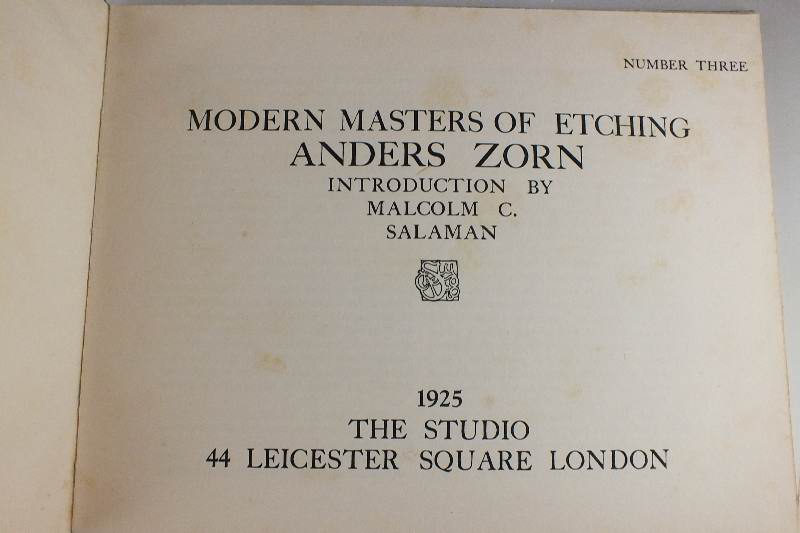 NUMBER THREE
MODERN MASTERS OF ETCHING
ANDERS ZORN
INTRODUCTION BY
MALCOLM C.
SALAMAN
1925
THE STUDIO
44 LEICESTER SQUARE LONDON